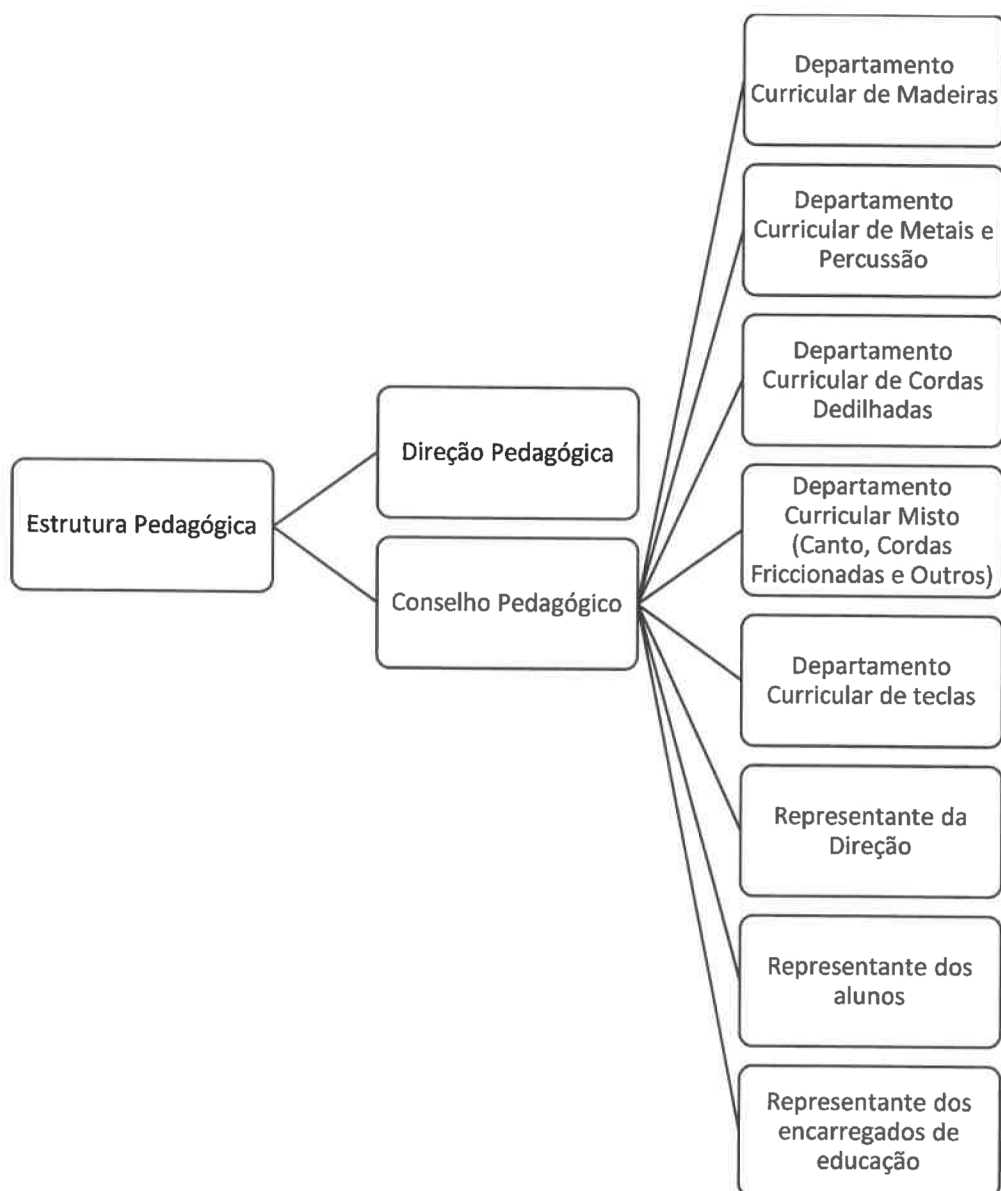 Estrutura Pedagógica
Direção Pedagógica
Conselho Pedagógico
Departamento
Curricular de Madeiras
Departamento
Curricular de Metais e
Percussão
Departamento
Curricular de Cordas
Dedilhadas
Departamento
Curricular Misto
(Canto, Cordas
Friccionadas e Outros)
Departamento
Curricular de teclas
Representante da
Direção
Representante dos
alunos
Representante dos
encarregados de
educação